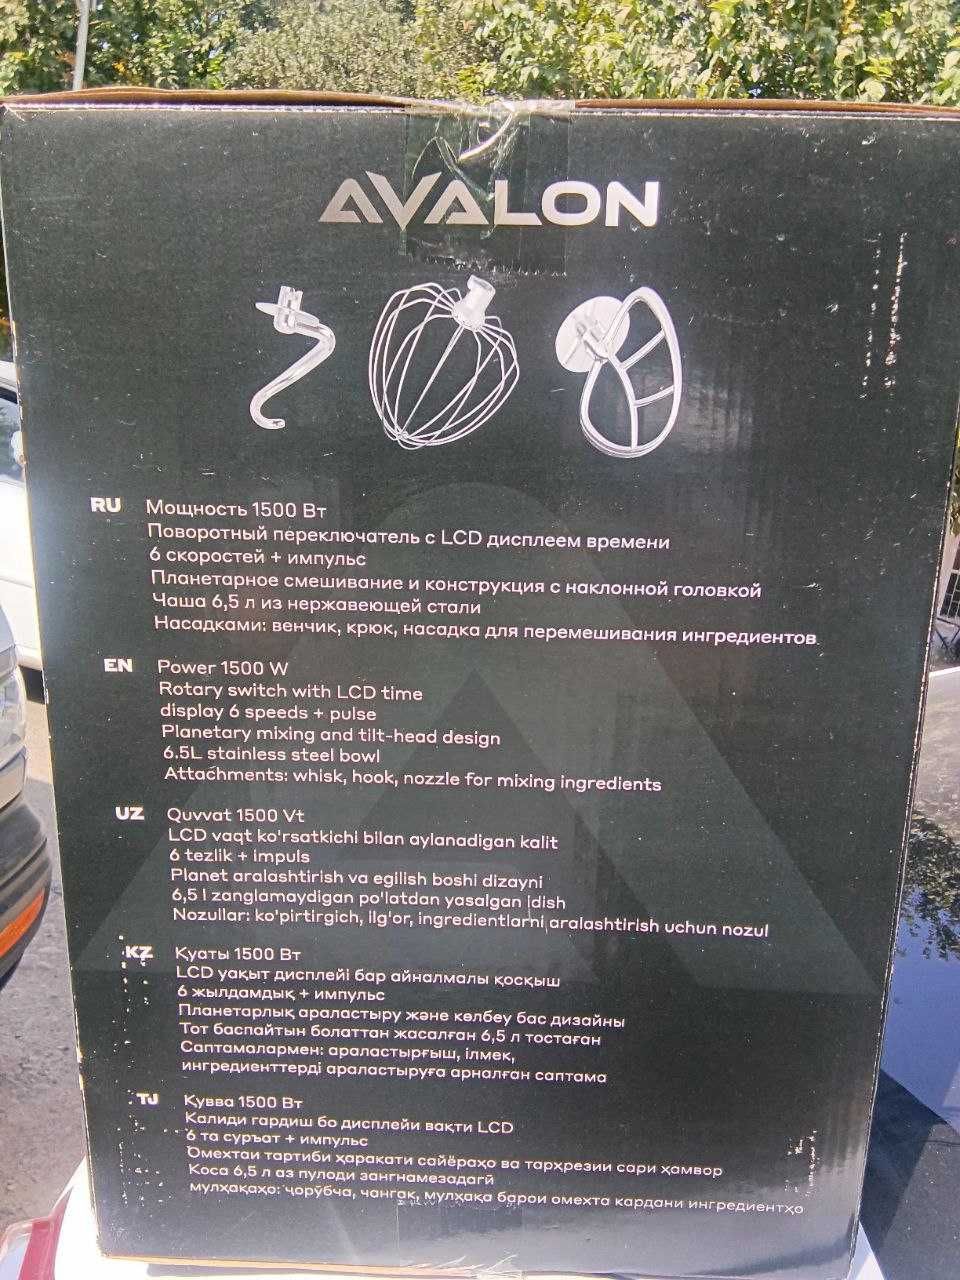 AVALON
RU Мощность 1500 Вт
Поворотный переключатель с LCD дисплеем времени
6 скоростей + импульс
Планетарное смешивание и конструкция с наклонной головкой
Чаша 6,5 л из нержавеющей стали
Насадками: венчик, крюк, насадка для перемешивания ингредиентов
EN Power 1500 W
Rotary switch with LCD time
display 6 speeds + pulse
Planetary mixing and tilt-head design
6.5L stainless steel bowl
Attachments: whisk, hook, nozzle for mixing ingredients
UZ Quvvat 1500 Vt
LCD vaqt ko'rsatkichi bilan aylanadigan kalit
6 tezlik + impuls
Planet aralashtirish va egilish boshi dizayni
6,5 l zanglamaydigan po'latdan yasalgan idish
Nozullar: ko'pirtirgich, ilg'or, ingredientlarni aralashtirish uchun nozul
KZ Қуаты 1500 Вт
LCD уақыт дисплейі бар айналмалы қосқыш
6 жылдамдық + импульс
Планетарлық араластыру және көлбеу бас дизайны
Тот баспайтын болаттан жасалған 6,5 л тостаған
Саптамалармен: араластырғыш, ілмек,
ингредиенттерді араластыруға арналған саптама
TJ Қувва 1500 Вт
Калиди гардиш бо дисплейи вақти LCD
6 та суръат + импульс
Омехтаи тартиби ҳаракати сайёраҳо ва тарҳрезии сари ҳамвор
Коса 6,5 л аз пулоди зангнамезадагӣ
мулҳақаҳо: ҷорӯбча, чангак, мулҳақа барои омехта кардани ингредиентҳо